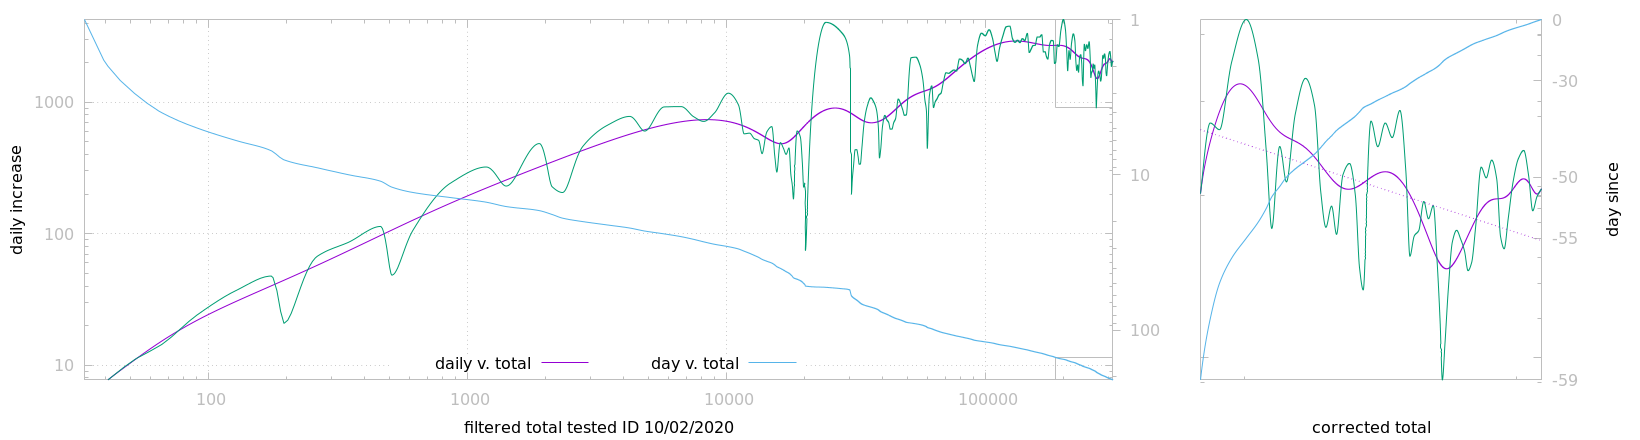 daily increase
1000
100
10
100
1000
10000
100000
daily v. total
day v. total
filtered total tested ID 10/02/2020
1
10
100
corrected total
0
-30
-50
-55
-59
day since